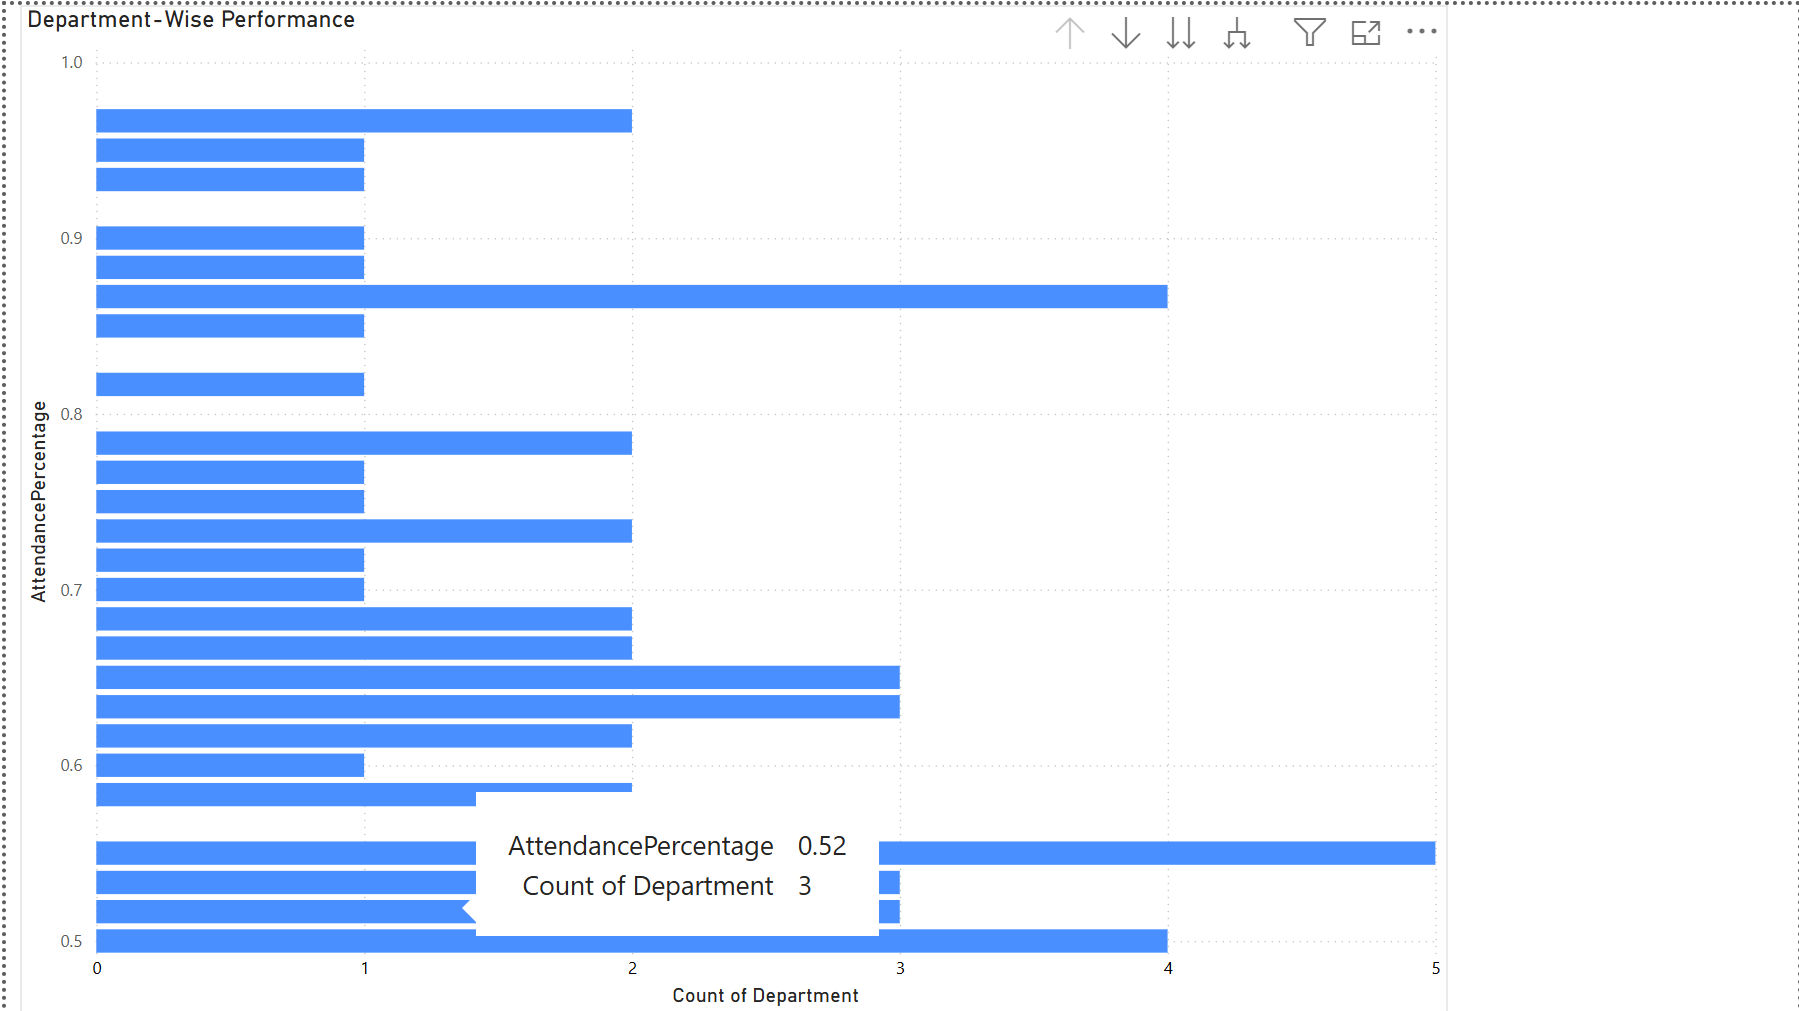 Department-Wise Performance
1.0
0.9
0.8
0.7
0.6
0.5
AttendancePercentage
AttendancePercentage 0.52
Count of Department 3
0 1 2 3 4 5
Count of Department